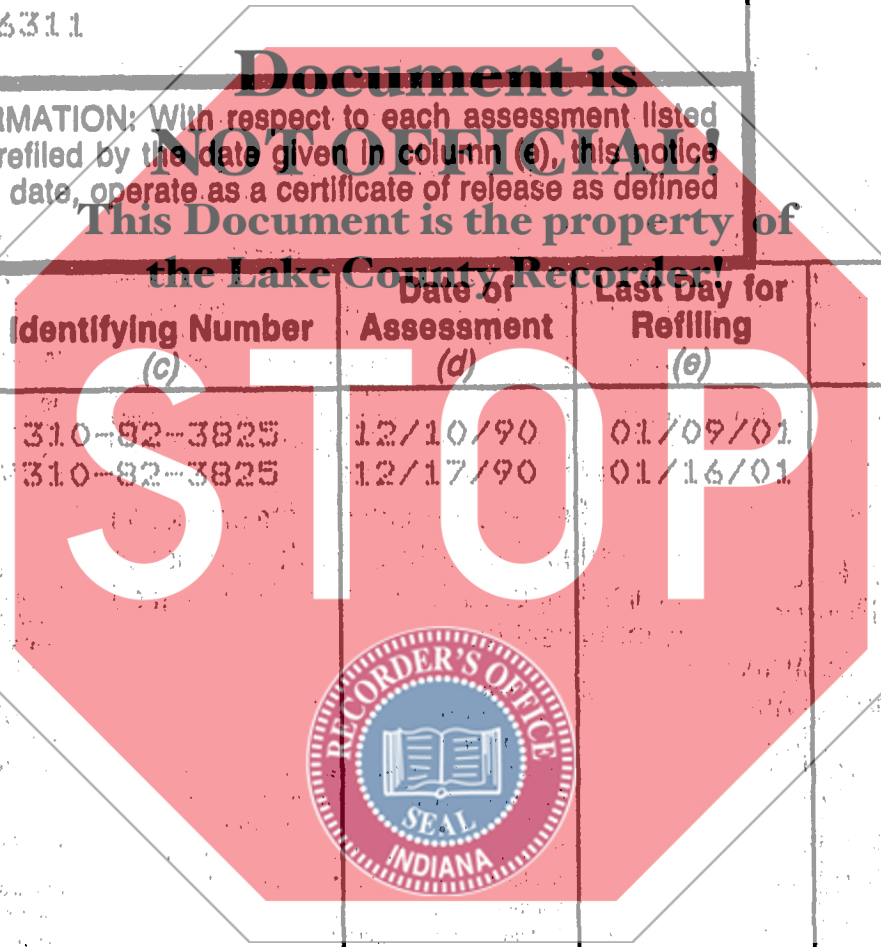 6311
Document is
RMATION: With respect to each assessment listed
NOT OFFICIAL!
refiled by the date given in column (e), this notice
date, operate as a certificate of release as defined
This Document is the property of
the Lake County Recorder!
Identifying Number
(c)
Date of
Assessment
(d)
Last Day for
Refiling
(e)
310-82-3825 12/10/90 01/09/01
310-82-3825 12/17/90 01/16/01
STOP
RECORDER'S OFFICE
SEAL
INDIANA